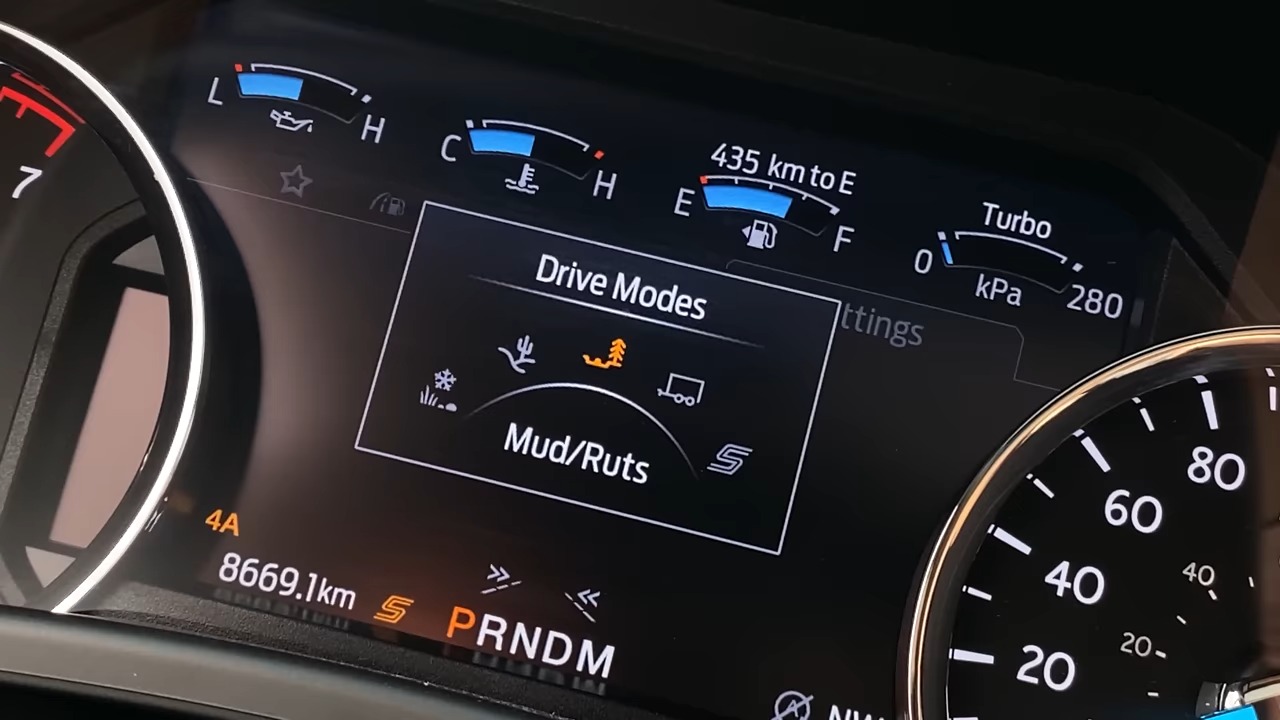 7
L H
C H
435 km to E
E F
Turbo
0 kPa 280
ttings
Drive Modes
Mud/Ruts
4A
8669.1km
PRNDM
80
60
40
20
40
20
NW